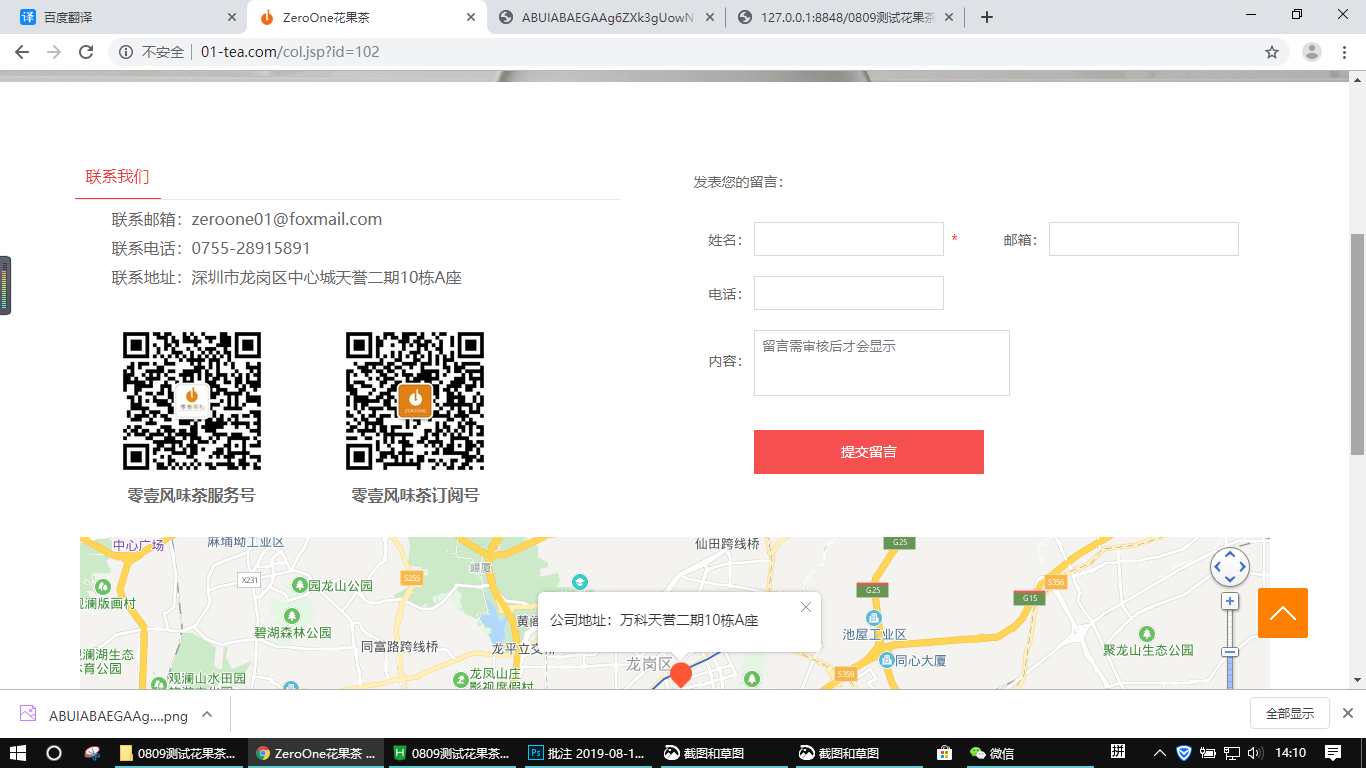 百度翻译
ZeroOne花果茶
ABUIABAEGAAg6ZXk3gUowN
127.0.0.1:8848/0809测试花果茶
不安全
01-tea.com/col.jsp?id=102
联系我们
联系邮箱：zeroone01@foxmail.com
联系电话：0755-28915891
联系地址：深圳市龙岗区中心城天誉二期10栋A座
零壹风味茶服务号
零壹风味茶订阅号
发表您的留言：
姓名：
*
邮箱：
电话：
内容：
留言需审核后才会显示
提交留言
中心广场
麻埔坳工业区
仙田跨线桥
G25
X231
园龙山公园
S255
嶂厦
G25
S356
G15
观澜版画村
碧湖森林公园
公司地址：万科天誉二期10栋A座
池屋工业区
同富路跨线桥
龙平立交桥
龙岗区
同心大厦
聚龙山生态公园
观澜湖生态
体育公园
观澜山水田园
龙凤山庄
影视度假村
S359
ABUIABAEGAAg....png
全部显示
0809测试花果茶...
ZeroOne花果茶 ...
0809测试花果茶...
批注 2019-08-1...
截图和草图
截图和草图
微信
拼
14:10